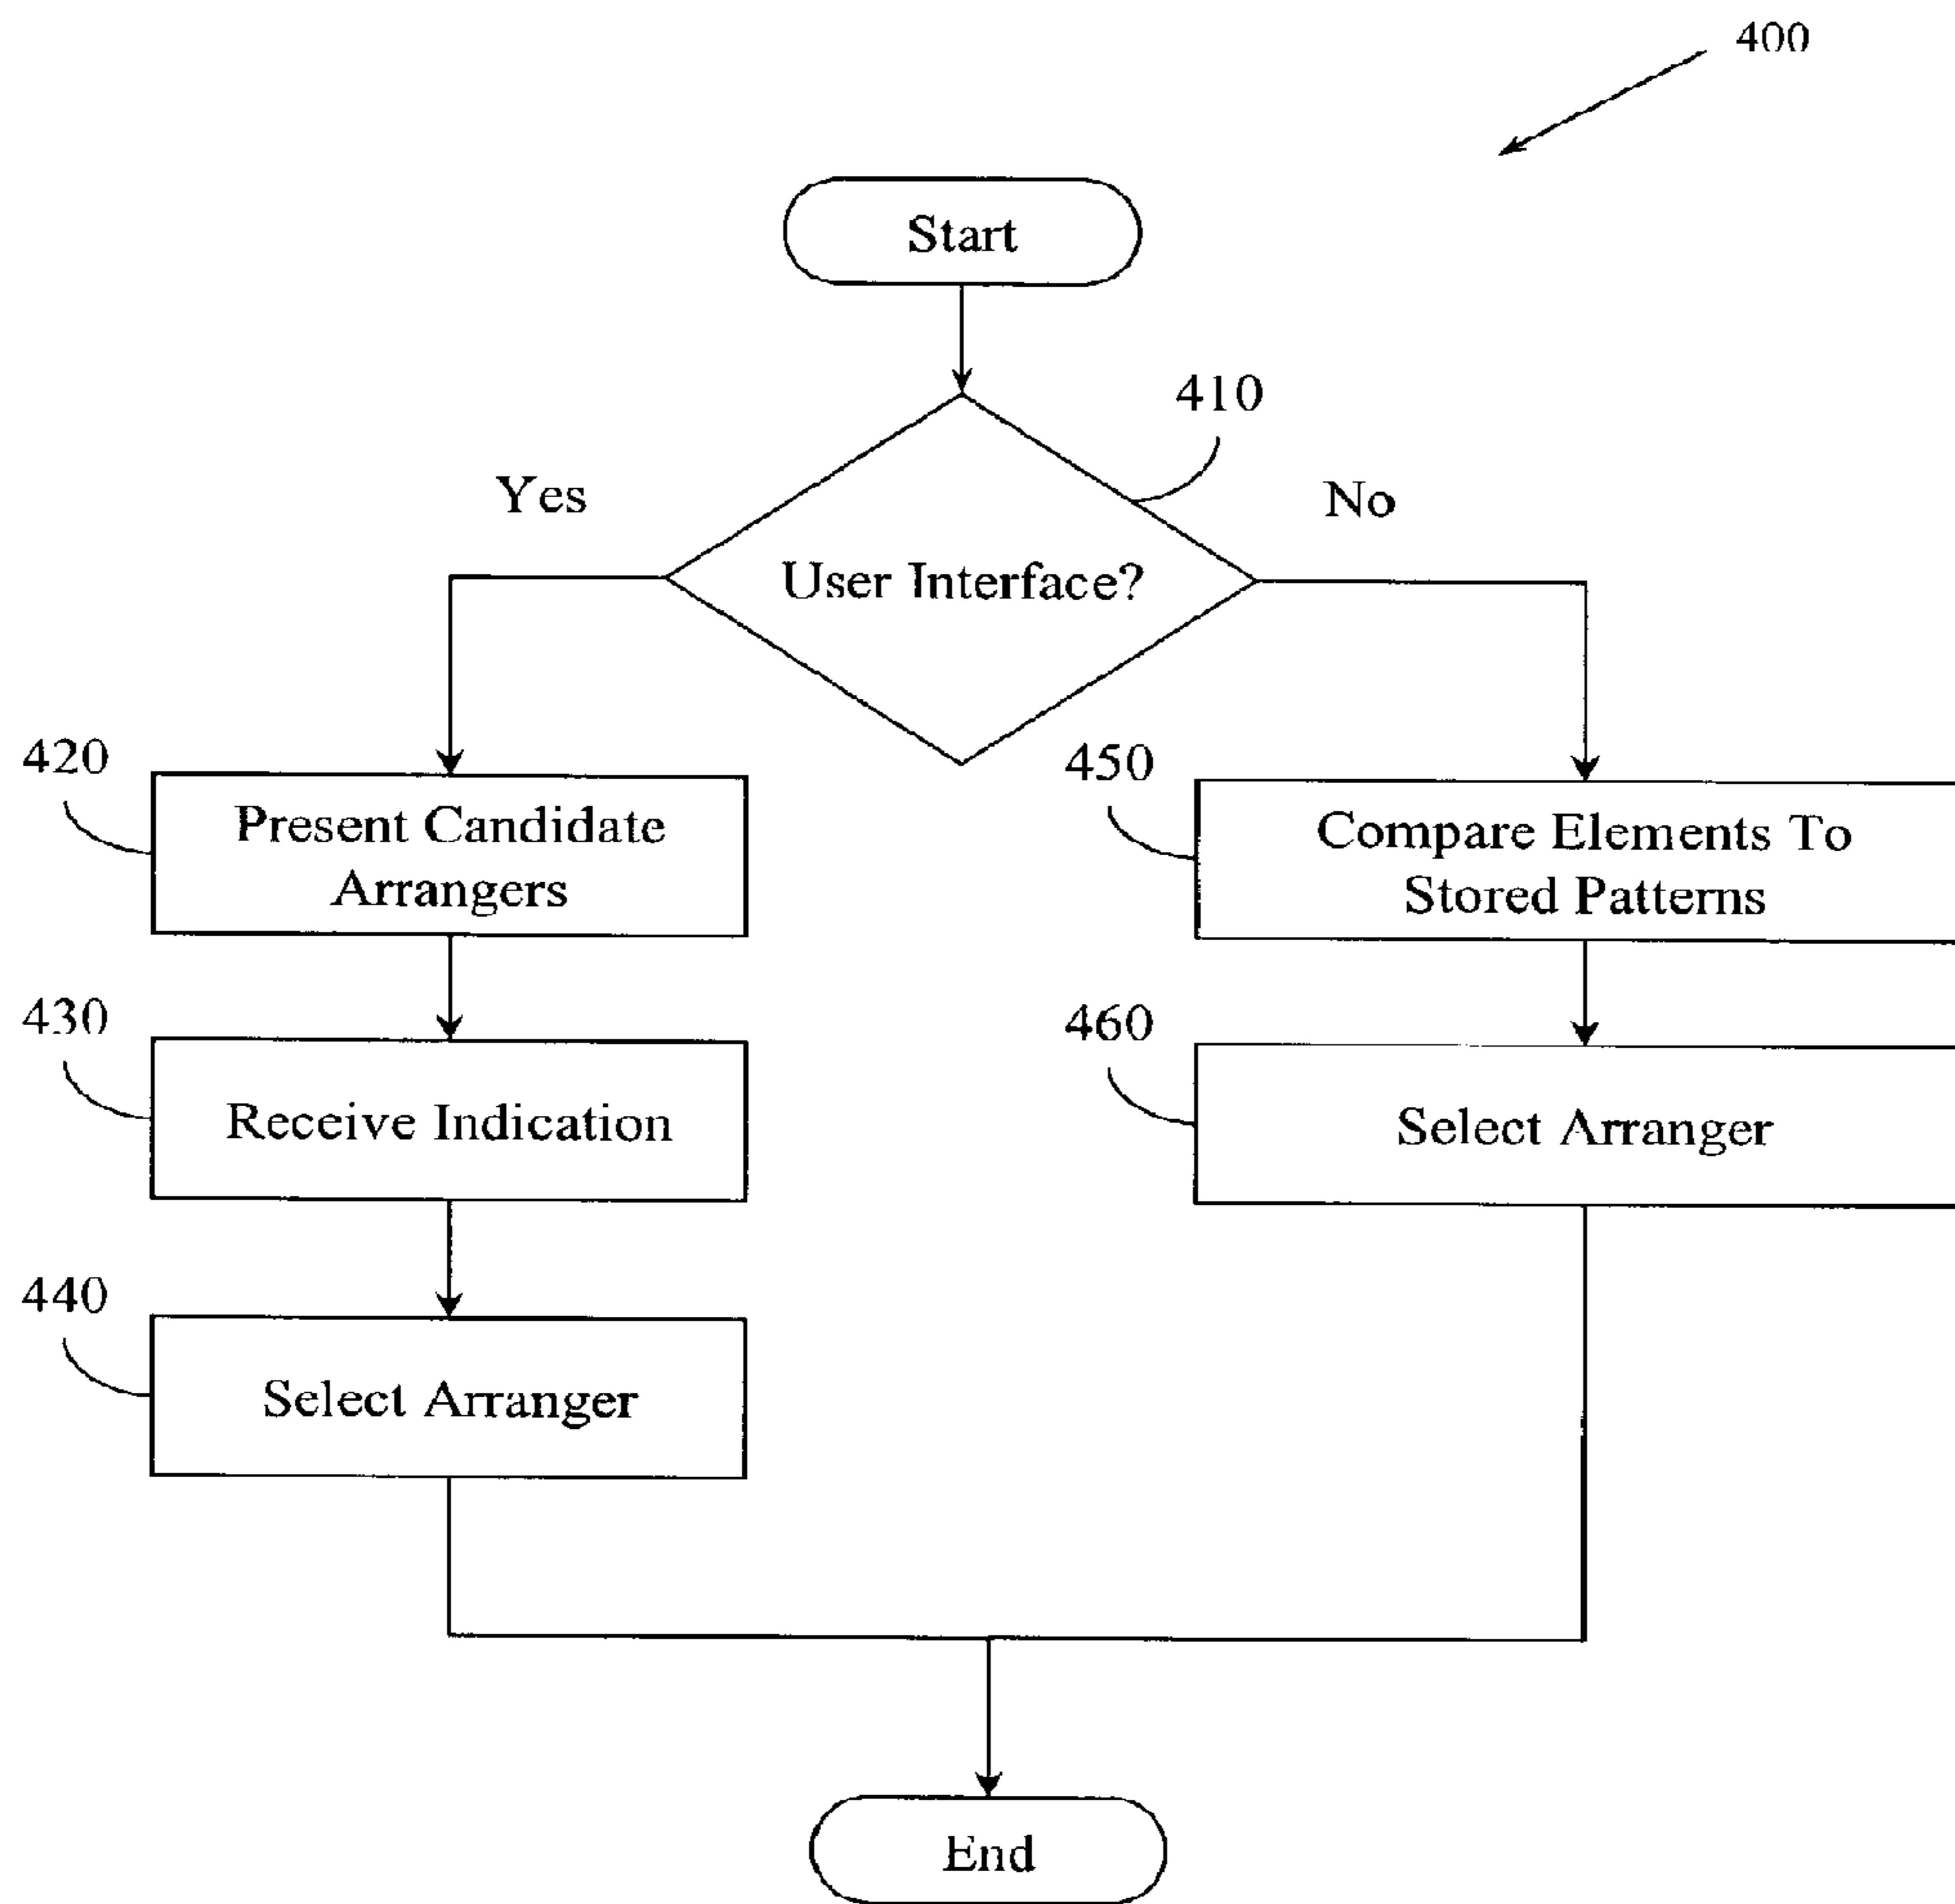 400
Start
410
Yes
No
User Interface?
420
Present Candidate
Arrangers
450
Compare Elements To
Stored Patterns
430
Receive Indication
460
Select Arranger
440
Select Arranger
End